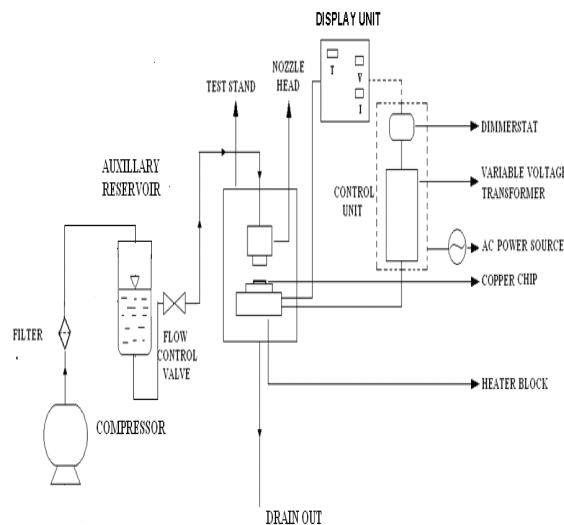 DISPLAY UNIT
T
V
I
NOZZLE
HEAD
TEST STAND
DIMMERSTAT
AUXILLARY
RESERVOIR
VARIABLE VOLTAGE
TRANSFORMER
CONTROL
UNIT
AC POWER SOURCE
COPPER CHIP
FILTER
FLOW
CONTROL
VALVE
HEATER BLOCK
COMPRESSOR
DRAIN OUT